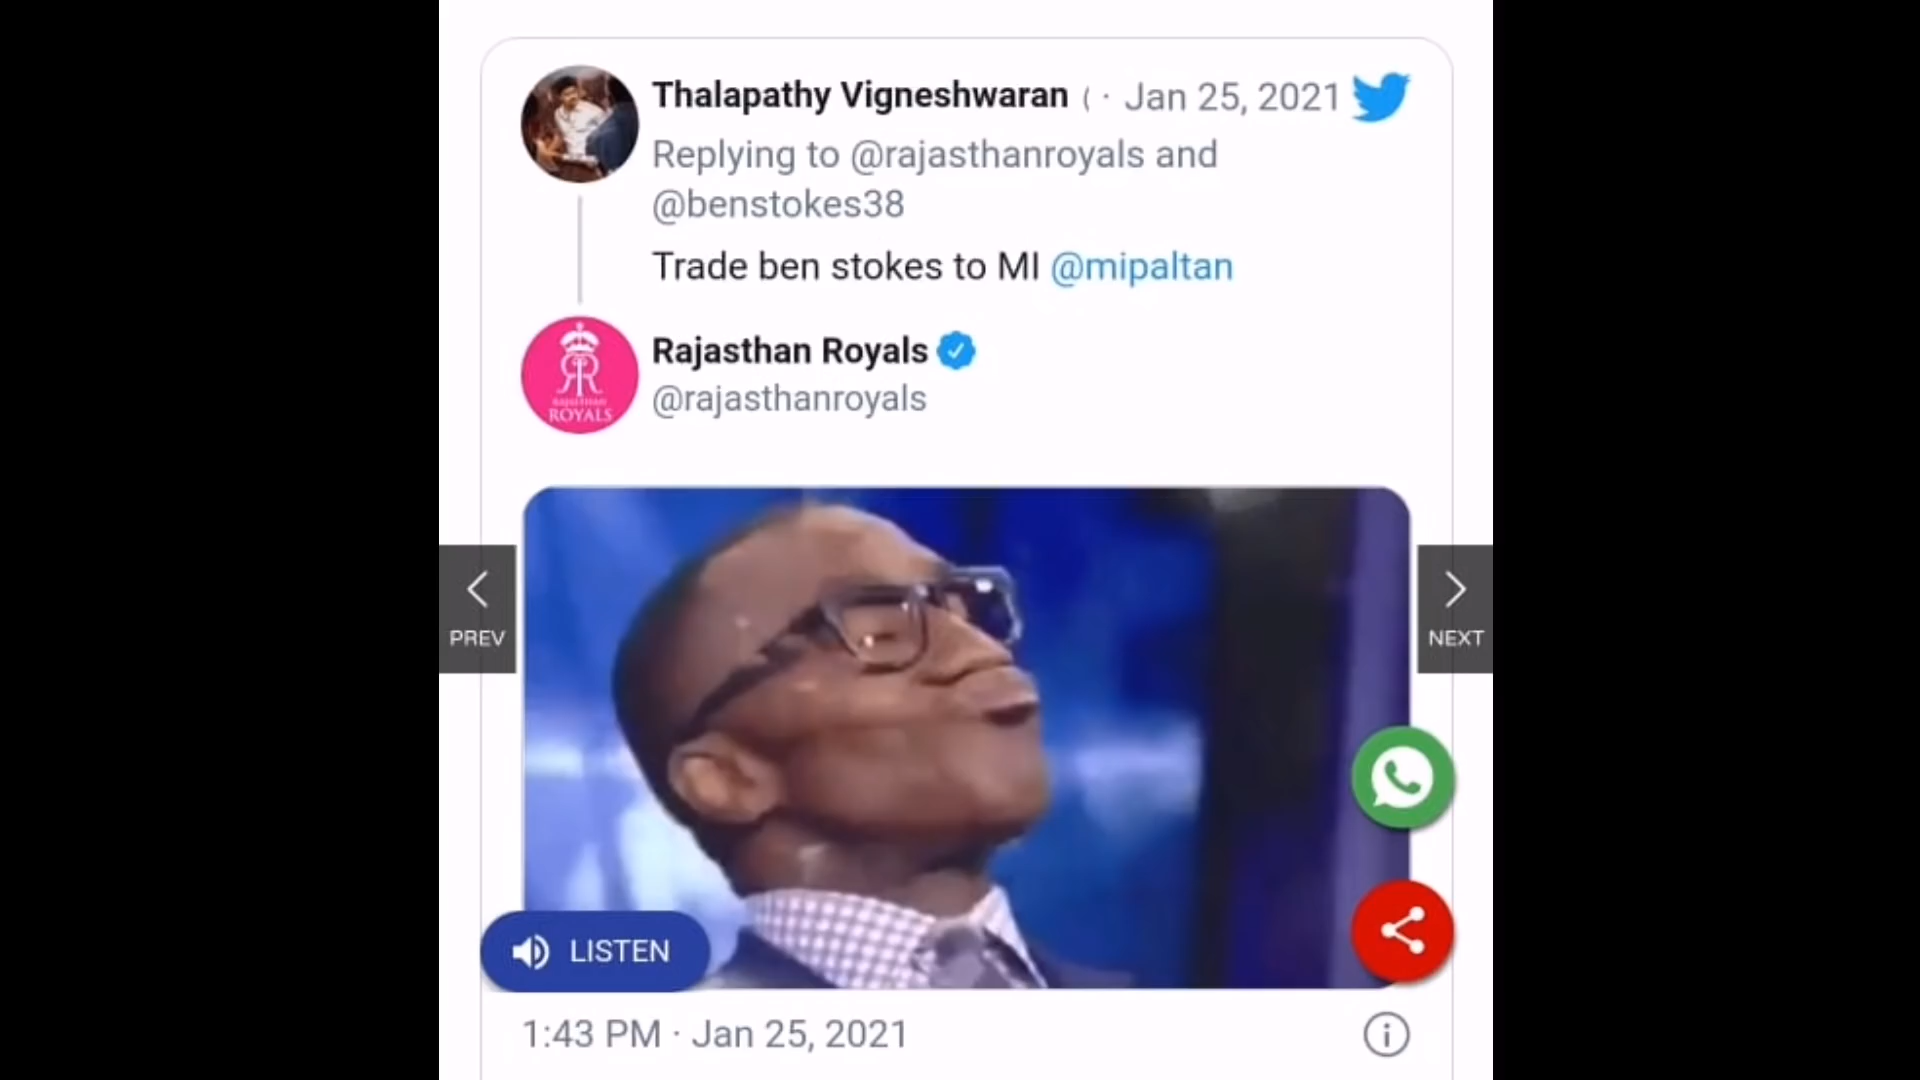 Thalapathy Vigneshwaran ( · Jan 25, 2021
Replying to @rajasthanroyals and
@benstokes38
Trade ben stokes to MI @mipaltan
Rajasthan Royals
@rajasthanroyals
ROYALS
PREV
NEXT
LISTEN
1:43 PM · Jan 25, 2021